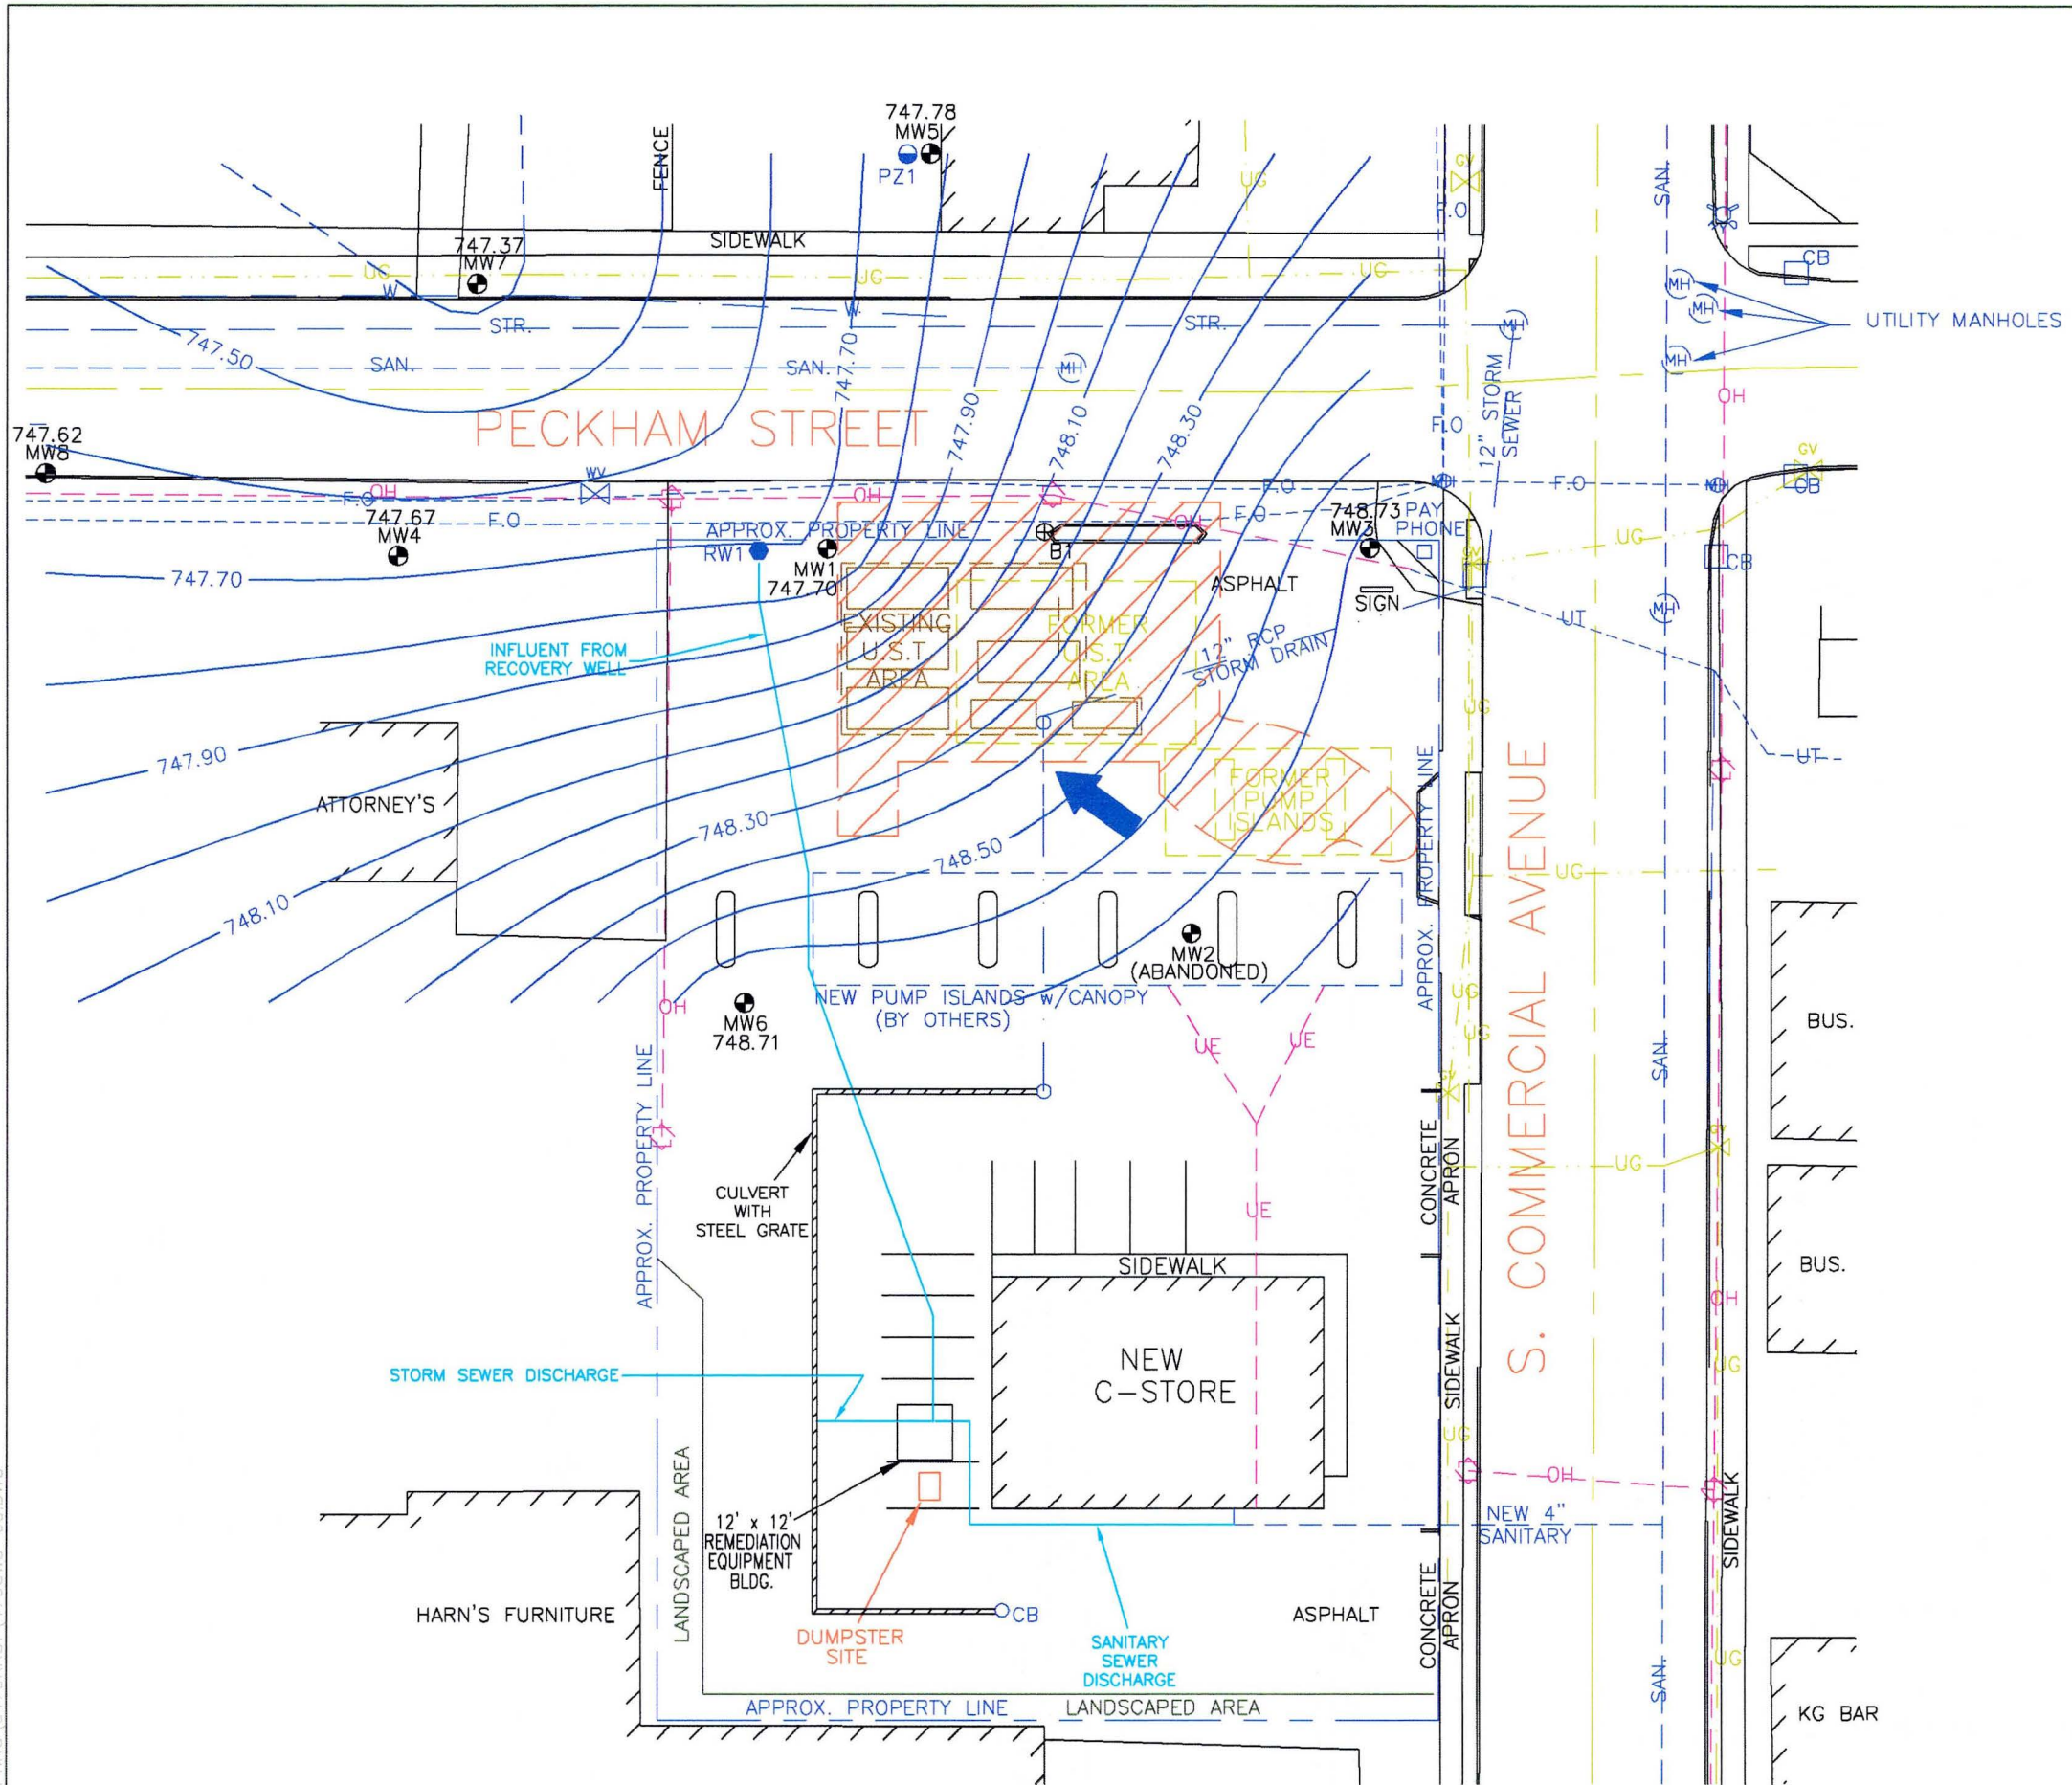 747.78
MW5
PZ1
FENCE
UG
GV
F.O
SAN.
SIDEWALK
747.37
MW7
UG
UG
UG
CB
W
W
MH
MH
UTILITY MANHOLES
STR.
STR.
MH
747.50
SAN.
SAN.
MH
MH
747.70
747.90
748.10
748.30
12" STORM
SEWER
OH
PECKHAM STREET
F.O
747.62
MW8
WV
GV
CB
F.O
OH
OH
F.O
MH
F.O
MH
747.67
MW4
F.O
APPROX. PROPERTY LINE
OH
F.O
748.73
MW3
PAY
PHONE
RW1
MW1
747.70
B1
UG
GV
CB
747.70
ASPHALT
SIGN
MH
UT
INFLUENT FROM
RECOVERY WELL
EXISTING
U.S.T
AREA
FORMER
U.S.T.
AREA
12" RCP
STORM DRAIN
UG
747.90
UT
ATTORNEY'S
748.30
FORMER
PUMP
ISLANDS
APPROX. PROPERTY LINE
S. COMMERCIAL AVENUE
748.50
UG
748.10
MW2
(ABANDONED)
NEW PUMP ISLANDS w/CANOPY
(BY OTHERS)
OH
MW6
748.71
UG
UG
UE
UE
BUS.
SAN.
GV
APPROX. PROPERTY LINE
CULVERT
WITH
STEEL GRATE
CONCRETE
APRON
GV
UG
UE
SIDEWALK
BUS.
OH
NEW
C-STORE
SIDEWALK
STORM SEWER DISCHARGE
UG
UG
LANDSCAPED AREA
OH
12' x 12'
REMEDIATION
EQUIPMENT
BLDG.
NEW 4"
SANITARY
SIDEWALK
HARN'S FURNITURE
CB
ASPHALT
CONCRETE
APRON
DUMPSTER
SITE
SANITARY
SEWER
DISCHARGE
UG
SAN.
APPROX. PROPERTY LINE
LANDSCAPED AREA
KG BAR